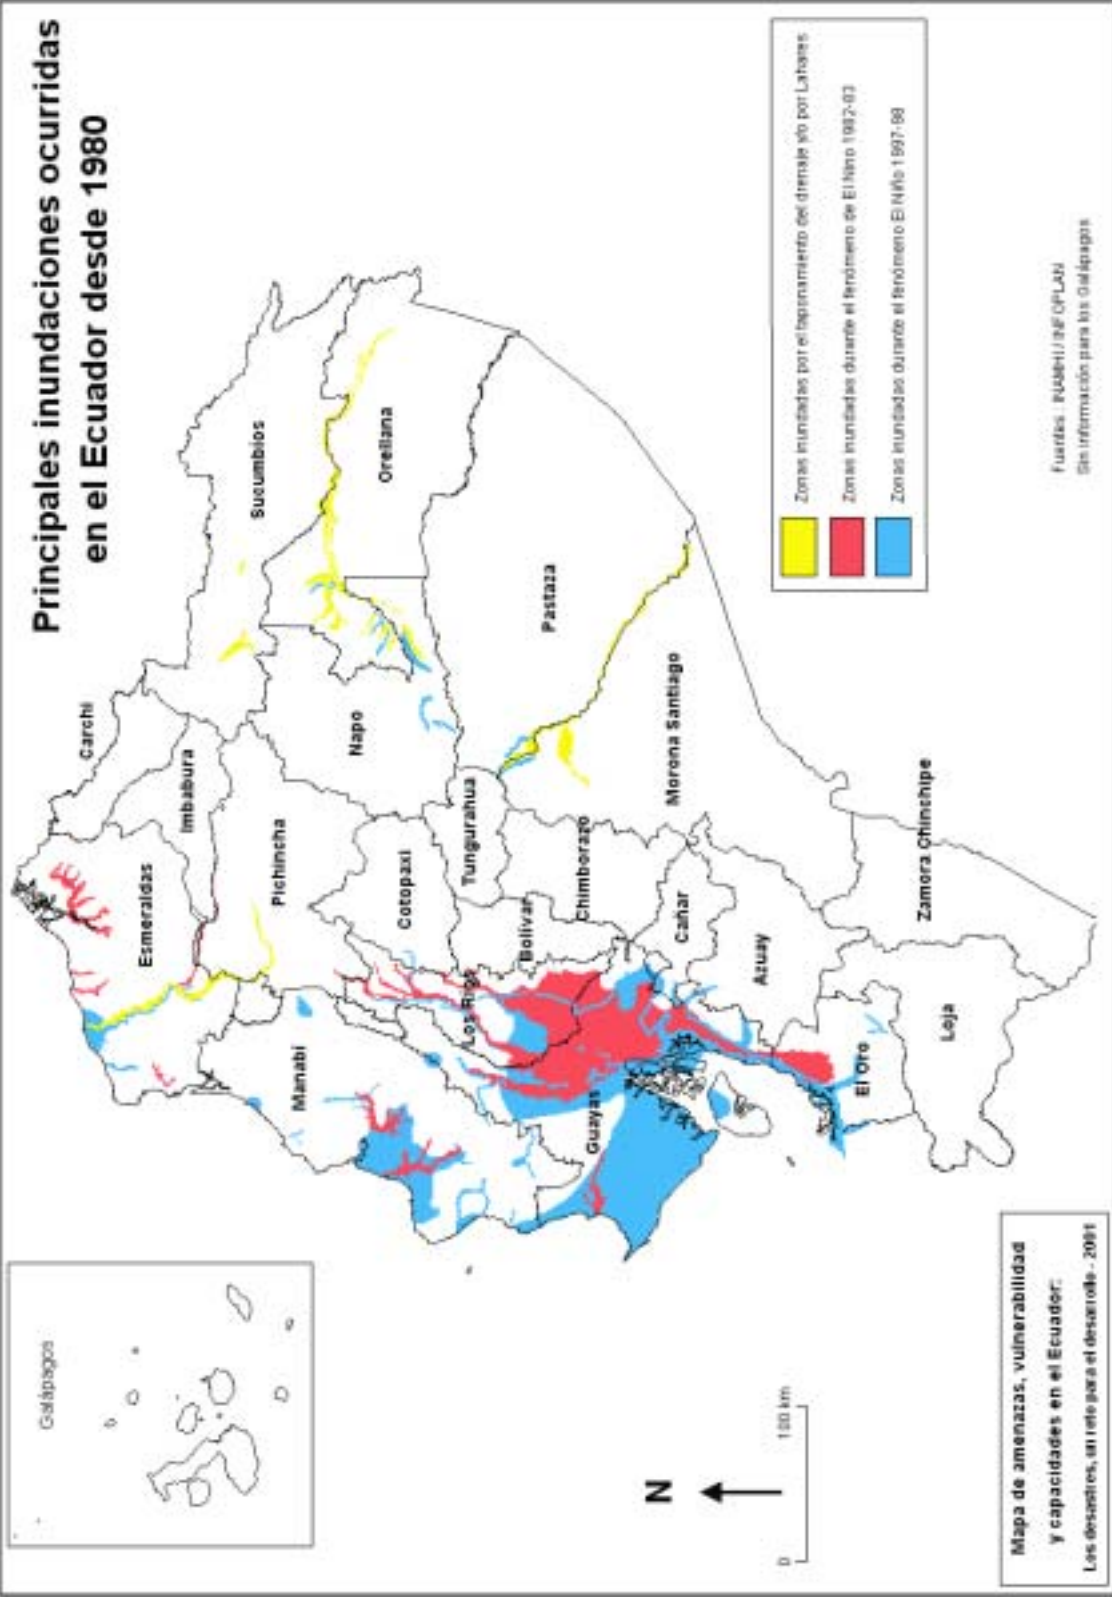 Principales inundaciones ocurridas
en el Ecuador desde 1980
Galápagos
Carchi
Esmeraldas
Imbabura
Sucumbíos
Pichincha
Manabí
Napo
Orellana
Cotopaxi
Los Ríos
Tungurahua
Bolívar
Pastaza
Guayas
Chimborazo
Cañar
Morona Santiago
Azuay
El Oro
Loja
Zamora Chinchipe
Zonas inundadas por el taponamiento del drenaje y/o por Lahares
Zonas inundadas durante el fenómeno de El Nino 1982-83
Zonas inundadas durante el fenómeno El Niño 1997-98
N
0 100 km
Fuentes : INAMHI / INFOPLAN
Sin información para los Galápagos
Mapa de amenazas, vulnerabilidad
y capacidades en el Ecuador:
Los desastres, un reto para el desarrollo - 2001